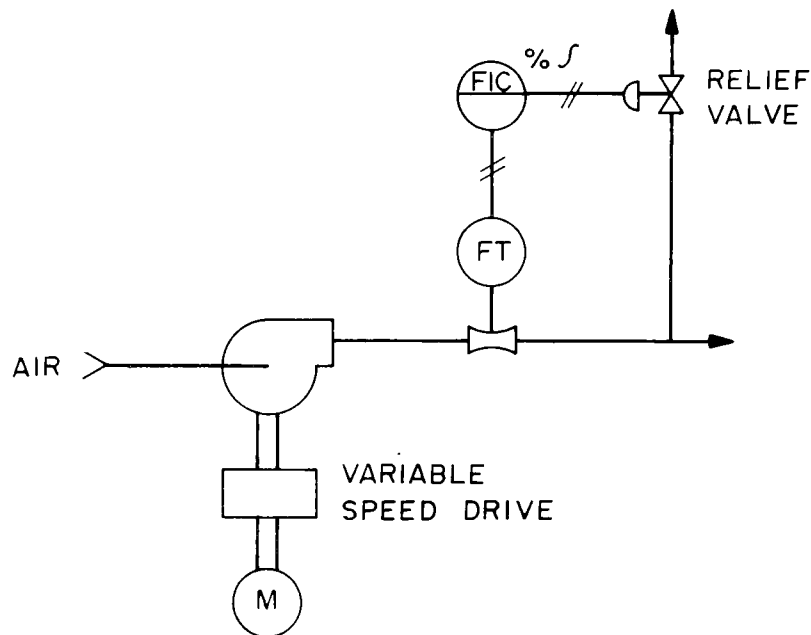 % ∫
FIC
RELIEF
VALVE
FT
AIR
VARIABLE
SPEED DRIVE
M